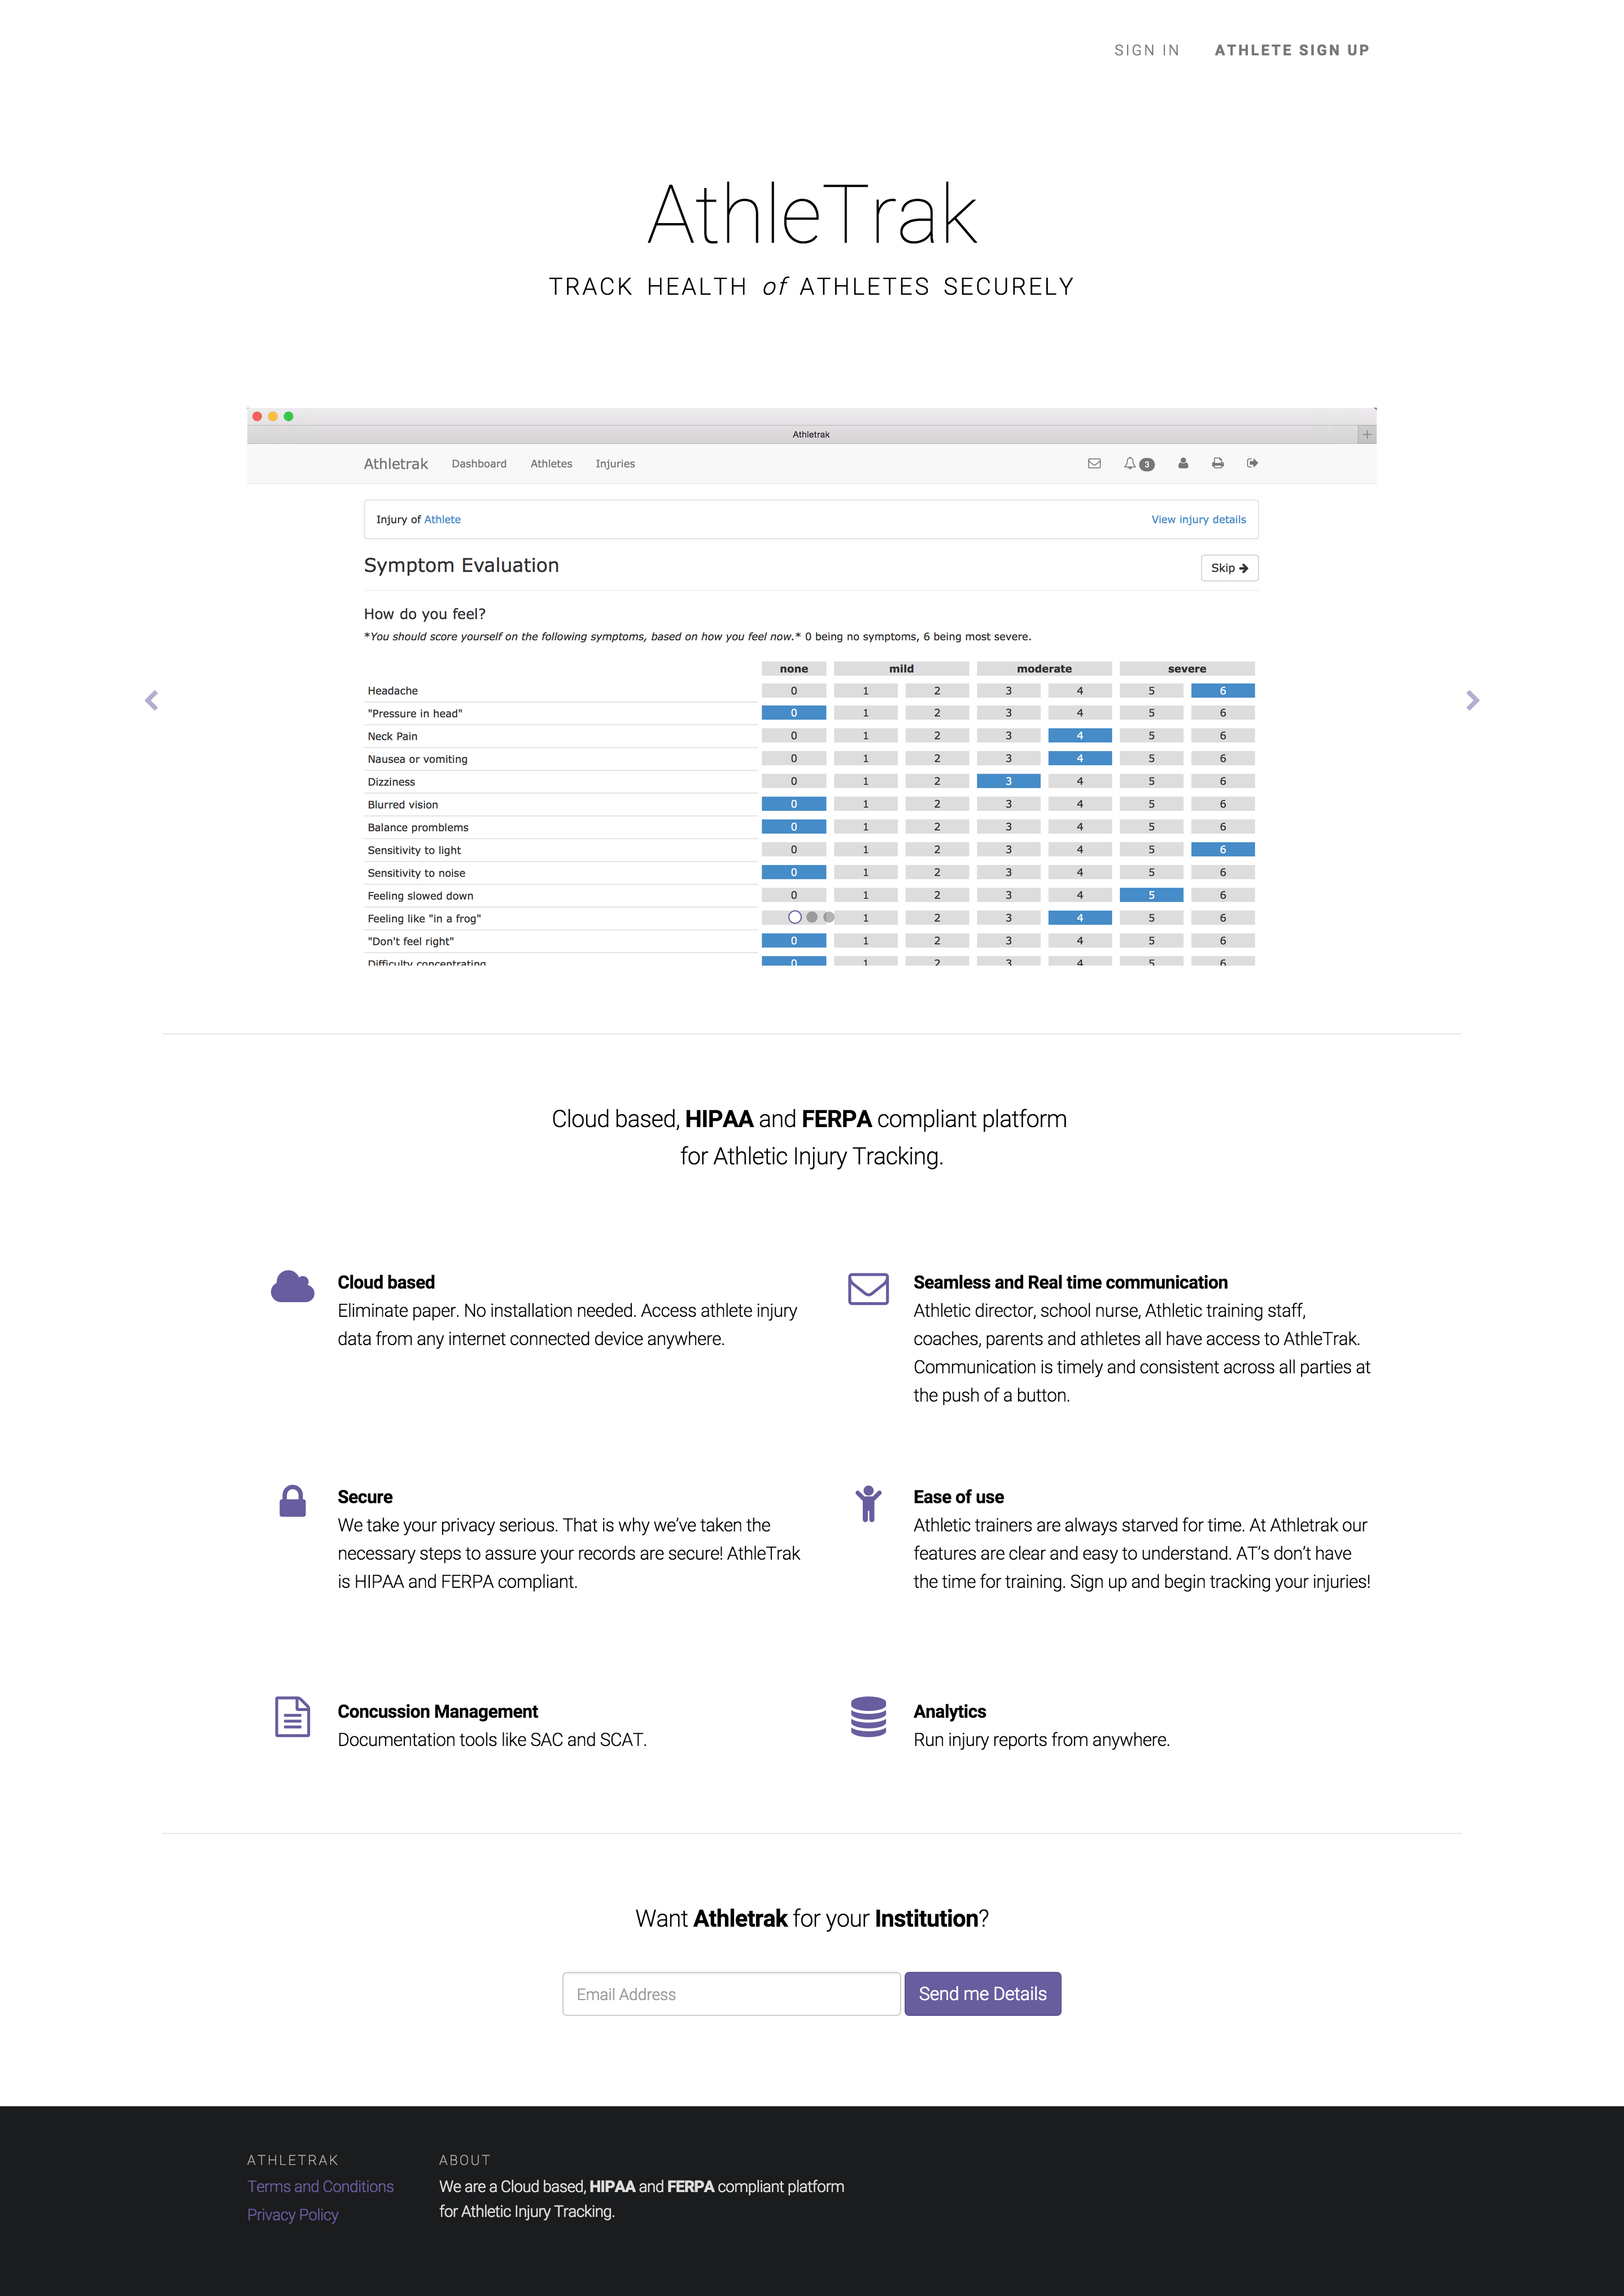 SIGN IN ATHLETE SIGN UP
AthleTrak
TRACK HEALTH of ATHLETES SECURELY
Athletrak
Athletrak Dashboard Athletes Injuries 3
Injury of Athlete View injury details
Symptom Evaluation Skip
How do you feel?
*You should score yourself on the following symptoms, based on how you feel now.* 0 being no symptoms, 6 being most severe.
none mild moderate severe
Headache 0 1 2 3 4 5 6
"Pressure in head" 0 1 2 3 4 5 6
Neck Pain 0 1 2 3 4 5 6
Nausea or vomiting 0 1 2 3 4 5 6
Dizziness 0 1 2 3 4 5 6
Blurred vision 0 1 2 3 4 5 6
Balance promblems 0 1 2 3 4 5 6
Sensitivity to light 0 1 2 3 4 5 6
Sensitivity to noise 0 1 2 3 4 5 6
Feeling slowed down 0 1 2 3 4 5 6
Feeling like "in a frog" 1 2 3 4 5 6
"Don't feel right" 0 1 2 3 4 5 6
Difficulty concentrating 0 1 2 3 4 5 6
Cloud based, HIPAA and FERPA compliant platform
for Athletic Injury Tracking.
Cloud based
Eliminate paper. No installation needed. Access athlete injury
data from any internet connected device anywhere.
Seamless and Real time communication
Athletic director, school nurse, Athletic training staff,
coaches, parents and athletes all have access to AthleTrak.
Communication is timely and consistent across all parties at
the push of a button.
Secure
We take your privacy serious. That is why we’ve taken the
necessary steps to assure your records are secure! AthleTrak
is HIPAA and FERPA compliant.
Ease of use
Athletic trainers are always starved for time. At Athletrak our
features are clear and easy to understand. AT’s don’t have
the time for training. Sign up and begin tracking your injuries!
Concussion Management
Documentation tools like SAC and SCAT.
Analytics
Run injury reports from anywhere.
Want Athletrak for your Institution?
Email Address Send me Details
ATHLETRAK
Terms and Conditions
Privacy Policy
ABOUT
We are a Cloud based, HIPAA and FERPA compliant platform
for Athletic Injury Tracking.